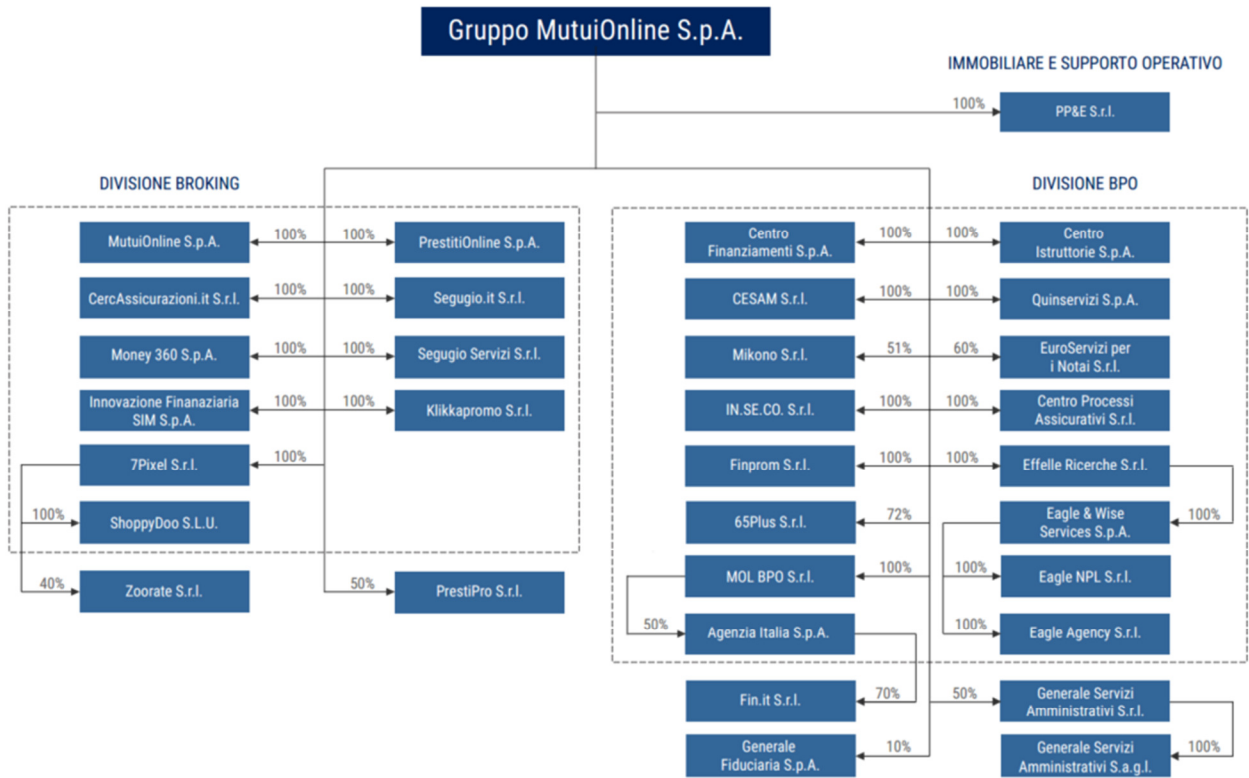 Gruppo MutuiOnline S.p.A.
IMMOBILIARE E SUPPORTO OPERATIVO
100%
PP&E S.r.l.
DIVISIONE BROKING
DIVISIONE BPO
MutuiOnline S.p.A.
100%
100%
PrestitiOnline S.p.A.
CercAssicurazioni.it S.r.l.
100%
100%
Segugio.it S.r.l.
Money 360 S.p.A.
100%
100%
Segugio Servizi S.r.l.
Innovazione Finanaziaria
SIM S.p.A.
100%
100%
Klikkapromo S.r.l.
7Pixel S.r.l.
100%
100%
ShoppyDoo S.L.U.
40%
Zoorate S.r.l.
50%
PrestiPro S.r.l.
Centro
Finanziamenti S.p.A.
100%
100%
Centro
Istruttorie S.p.A.
CESAM S.r.l.
100%
100%
Quinservizi S.p.A.
Mikono S.r.l.
51%
60%
EuroServizi per
i Notai S.r.l.
IN.SE.CO. S.r.l.
100%
100%
Centro Processi
Assicurativi S.r.l.
Finprom S.r.l.
100%
100%
Effelle Ricerche S.r.l.
65Plus S.r.l.
72%
Eagle & Wise
Services S.p.A.
100%
MOL BPO S.r.l.
100%
100%
Eagle NPL S.r.l.
50%
Agenzia Italia S.p.A.
100%
Eagle Agency S.r.l.
Fin.it S.r.l.
70%
50%
Generale Servizi
Amministrativi S.r.l.
Generale
Fiduciaria S.p.A.
10%
Generale Servizi
Amministrativi S.a.g.l.
100%